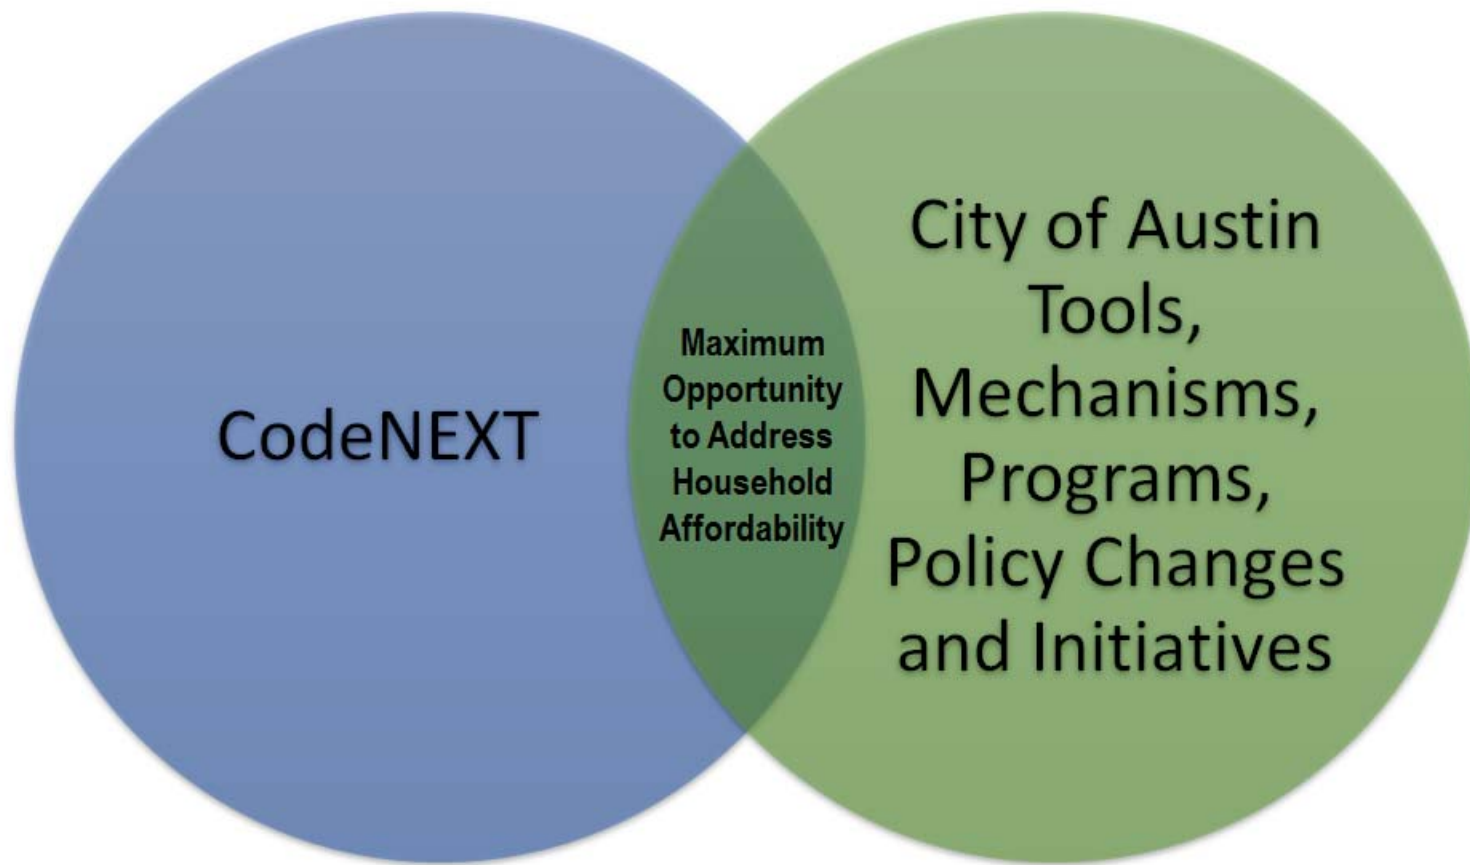 CodeNEXT
Maximum
Opportunity
to Address
Household
Affordability
City of Austin
Tools,
Mechanisms,
Programs,
Policy Changes
and Initiatives